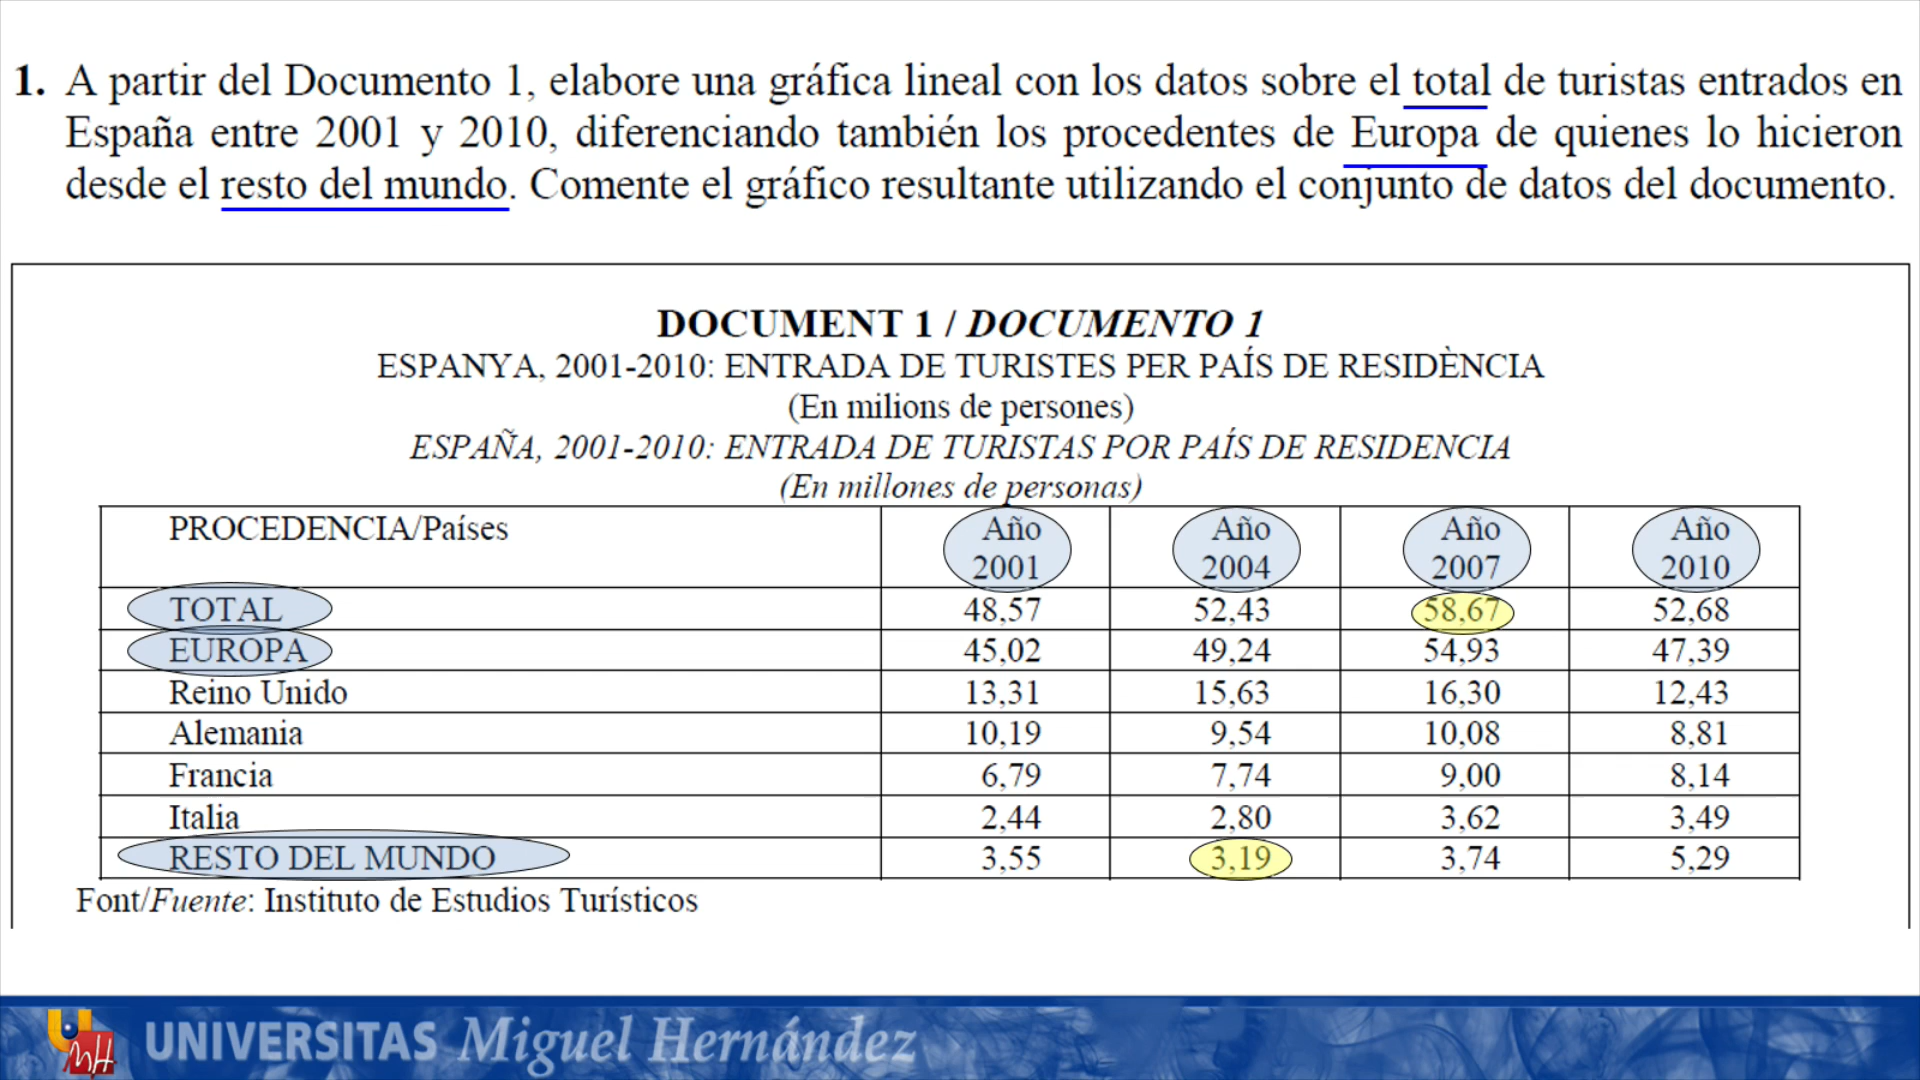 1. A partir del Documento 1, elabore una gráfica lineal con los datos sobre el total de turistas entrados en
España entre 2001 y 2010, diferenciando también los procedentes de Europa de quienes lo hicieron
desde el resto del mundo. Comente el gráfico resultante utilizando el conjunto de datos del documento.
DOCUMENT 1 / DOCUMENTO 1
ESPANYA, 2001-2010: ENTRADA DE TURISTES PER PAÍS DE RESIDÈNCIA
(En milions de persones)
ESPAÑA, 2001-2010: ENTRADA DE TURISTAS POR PAÍS DE RESIDENCIA
(En millones de personas)
PROCEDENCIA/Países Año 2001 Año 2004 Año 2007 Año 2010
TOTAL 48,57 52,43 58,67 52,68
EUROPA 45,02 49,24 54,93 47,39
Reino Unido 13,31 15,63 16,30 12,43
Alemania 10,19 9,54 10,08 8,81
Francia 6,79 7,74 9,00 8,14
Italia 2,44 2,80 3,62 3,49
RESTO DEL MUNDO 3,55 3,19 3,74 5,29
Font/Fuente: Instituto de Estudios Turísticos
UNIVERSITAS Miguel Hernández